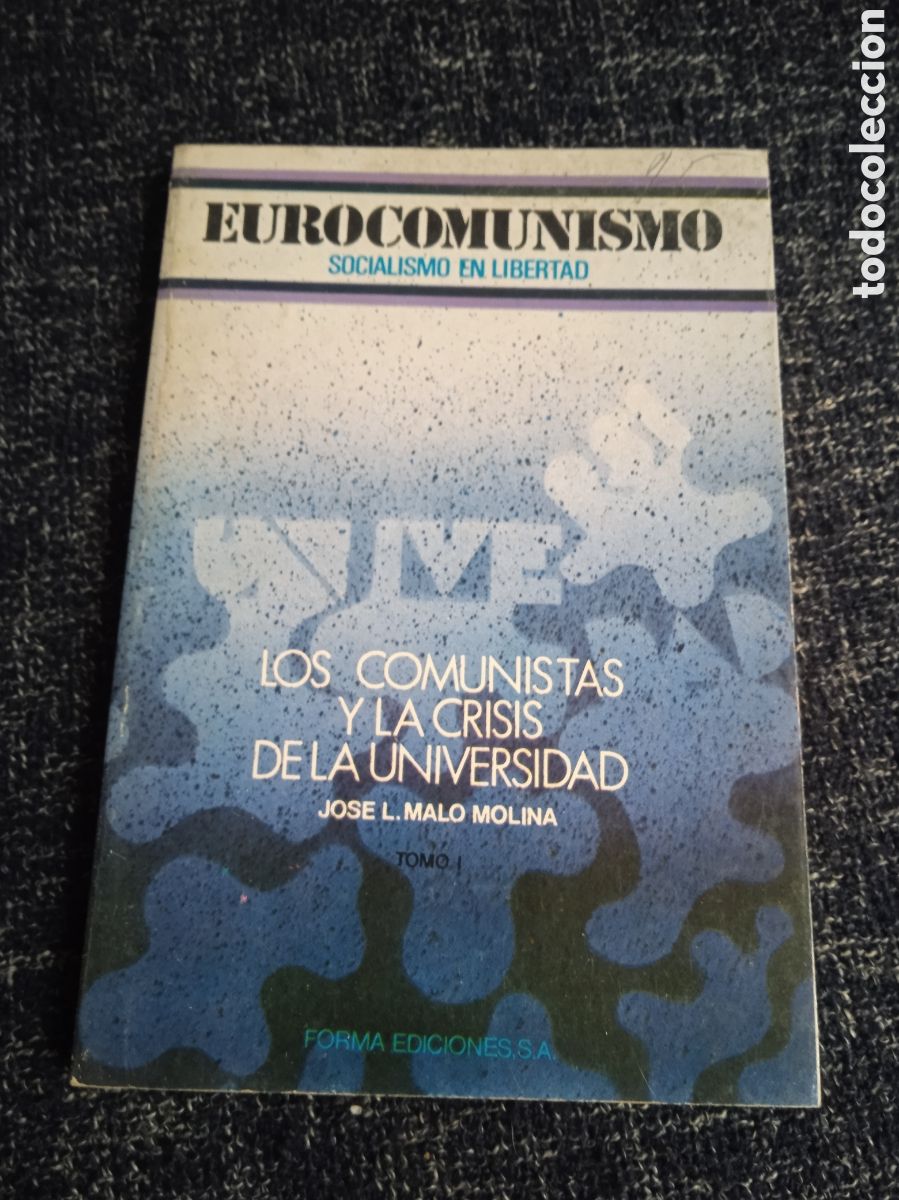 EUROCOMUNISMO
SOCIALISMO EN LIBERTAD
LOS COMUNISTAS
Y LA CRISIS
DE LA UNIVERSIDAD
JOSE L. MALO MOLINA
TOMO I
FORMA EDICIONES, S.A.
todocoleccion